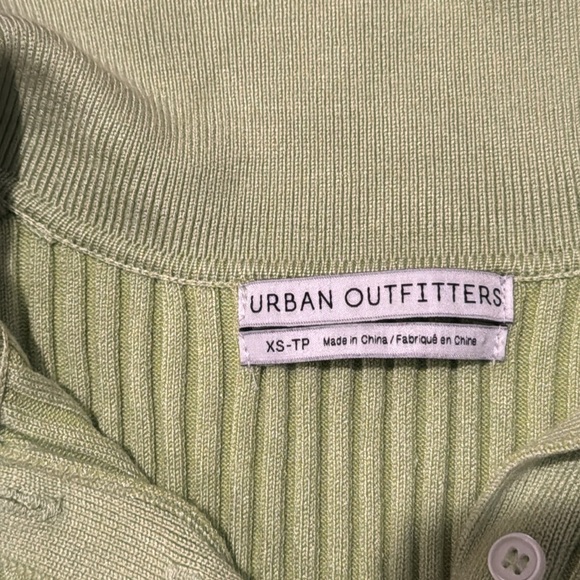 URBAN OUTFITTERS
XS-TP Made in China / Fabriqué en Chine